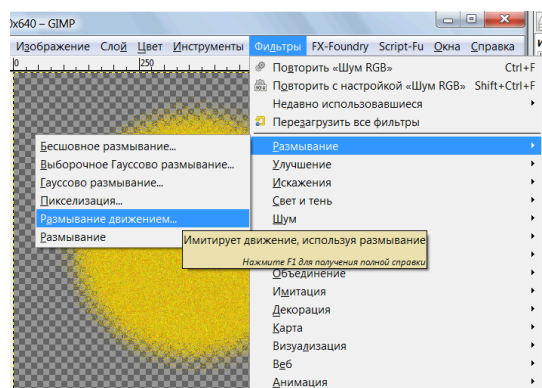 0x640 – GIMP
Изображение Слой Цвет Инструменты Фильтры FX-Foundry Script-Fu Окна Справка
0 250
Повторить «Шум RGB» Ctrl+F
Повторить с настройкой «Шум RGB» Shift+Ctrl+F
Недавно использовавшиеся
Перезагрузить все фильтры
Размывание
Улучшение
Искажения
Свет и тень
Шум
Объединение
Имитация
Декорация
Карта
Визуализация
Веб
Анимация
Бесшовное размывание...
Выборочное Гауссово размывание...
Гауссово размывание...
Пикселизация...
Размывание движением...
Размывание
Имитирует движение, используя размывание
Нажмите F1 для получения полной справки